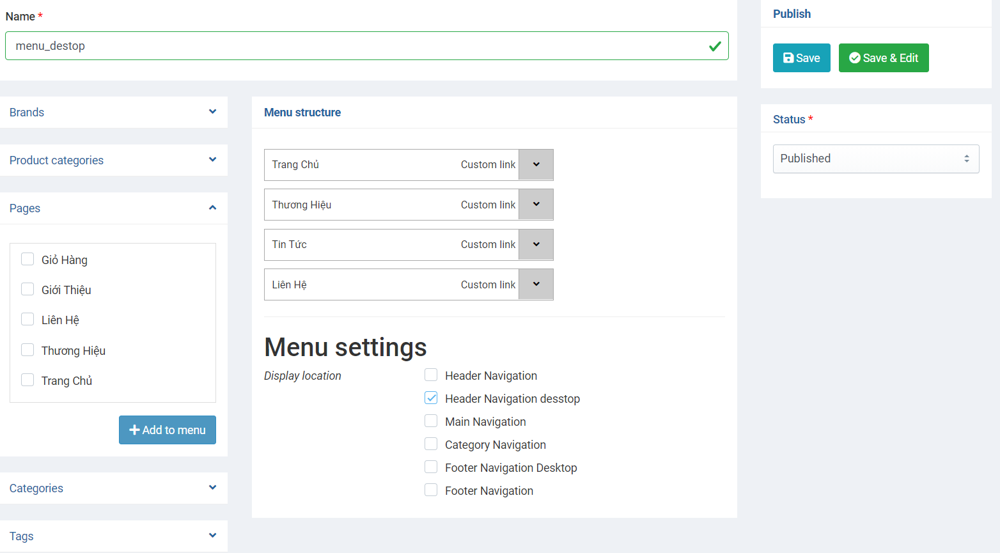 Name *
menu_destop
Publish
Save
Save & Edit
Brands
Product categories
Pages
Giỏ Hàng
Giới Thiệu
Liên Hệ
Thương Hiệu
Trang Chủ
Add to menu
Categories
Tags
Menu structure
Trang Chủ Custom link
Thương Hiệu Custom link
Tin Tức Custom link
Liên Hệ Custom link
Menu settings
Display location
Header Navigation
Header Navigation desstop
Main Navigation
Category Navigation
Footer Navigation Desktop
Footer Navigation
Status *
Published